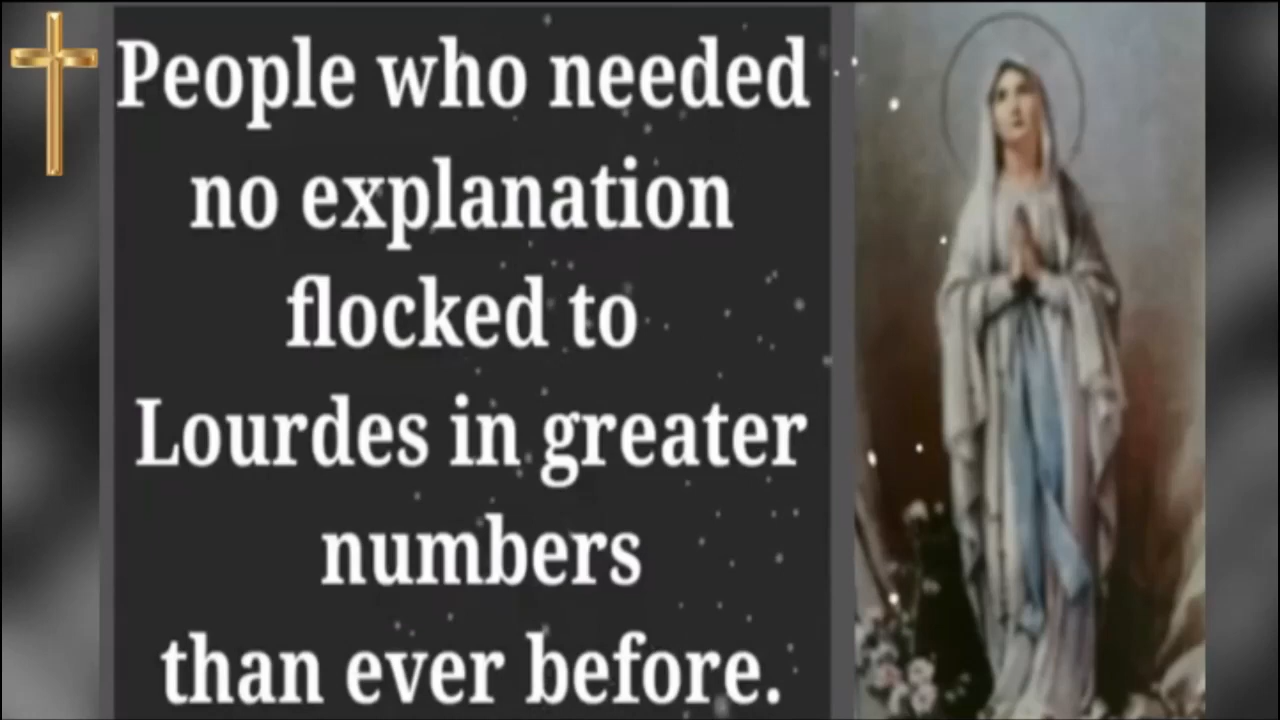 People who needed
no explanation
flocked to
Lourdes in greater
numbers
than ever before.